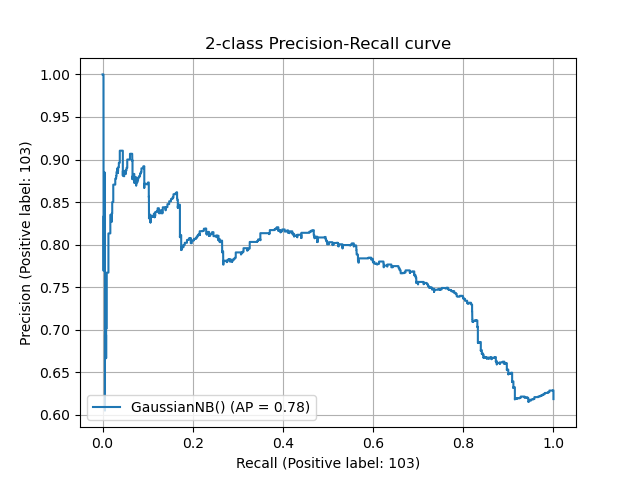 2-class Precision-Recall curve
1.00
0.95
0.90
0.85
0.80
0.75
0.70
0.65
0.60
Precision (Positive label: 103)
GaussianNB() (AP = 0.78)
0.0 0.2 0.4 0.6 0.8 1.0
Recall (Positive label: 103)